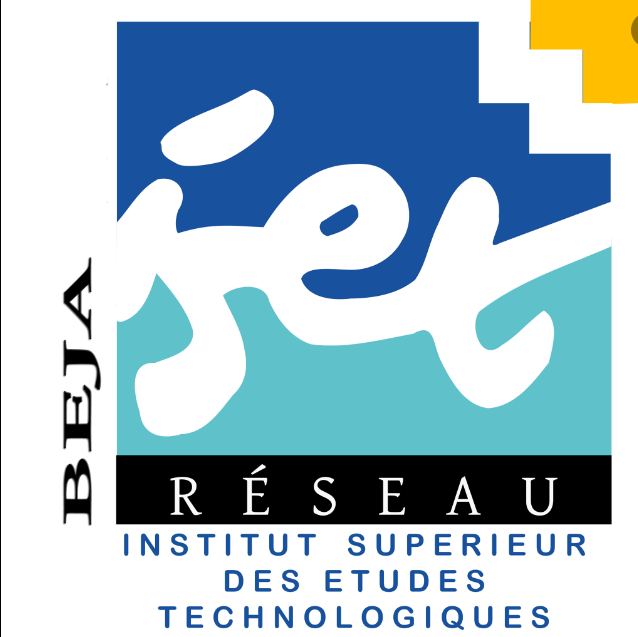 BEJA
iset
RÉSEAU
INSTITUT SUPERIEUR
DES ETUDES
TECHNOLOGIQUES